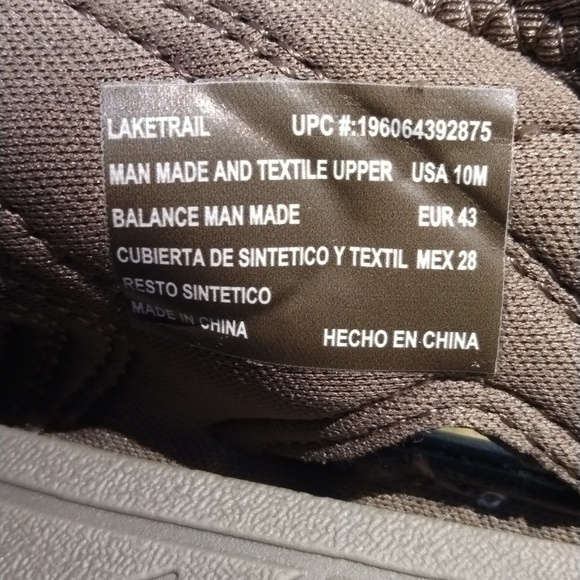 LAKETRAIL UPC #:196064392875
MAN MADE AND TEXTILE UPPER USA 10M
BALANCE MAN MADE EUR 43
CUBIERTA DE SINTETICO Y TEXTIL MEX 28
RESTO SINTETICO
MADE IN CHINA HECHO EN CHINA